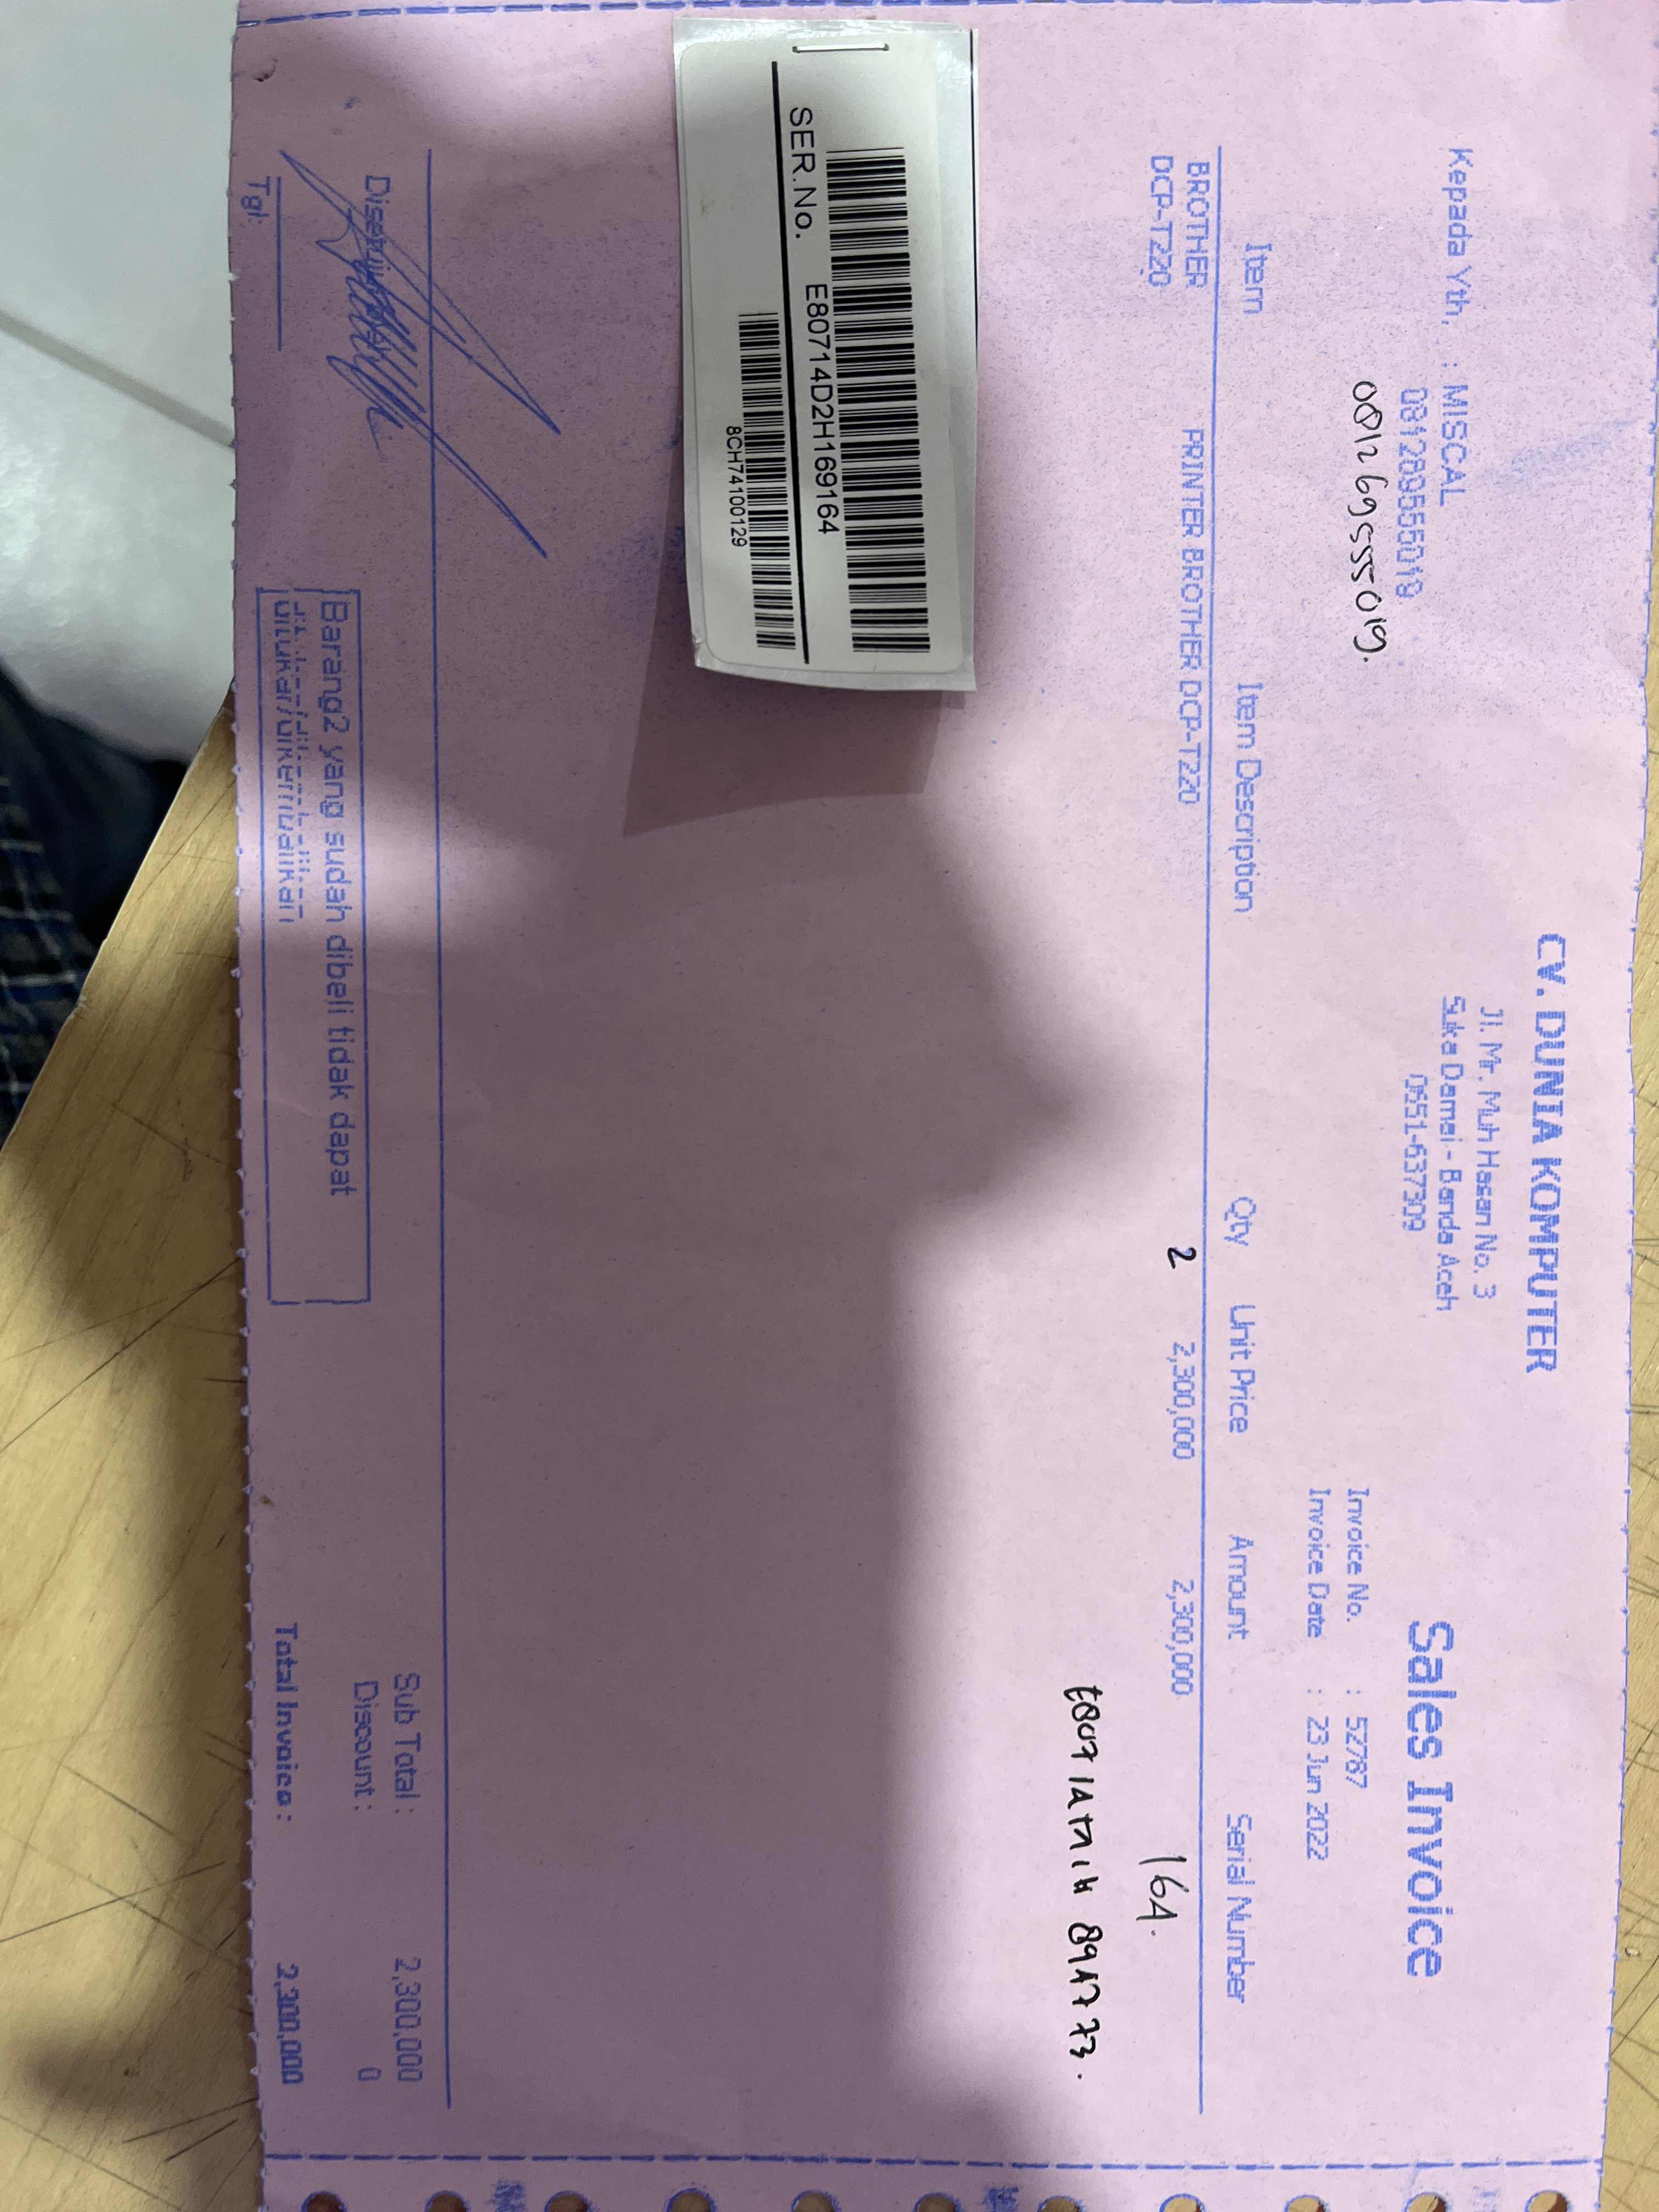 CV. DUNIA KOMPUTER
Jl. Mr. Muh Hasan No. 3
Suka Damai - Banda Aceh
0651-637309
Sales Invoice
Kepada Yth, : MISCAL
081269555019.
Invoice No. : 52787
Invoice Date : 23 Jun 2022
Item Item Description Qty Unit Price Amount Serial Number
BROTHER PRINTER BROTHER DCP-T220 2 2,300,000 2,300,000 164.
DCP-T220
SER.No. E80714D2H169164
8CH74100129
Sub Total : 2,300,000
Discount : 0
Total Invoice : 2,300,000
Tgl:
Barang2 yang sudah dibeli tidak dapat
ditukar/dikembalikan